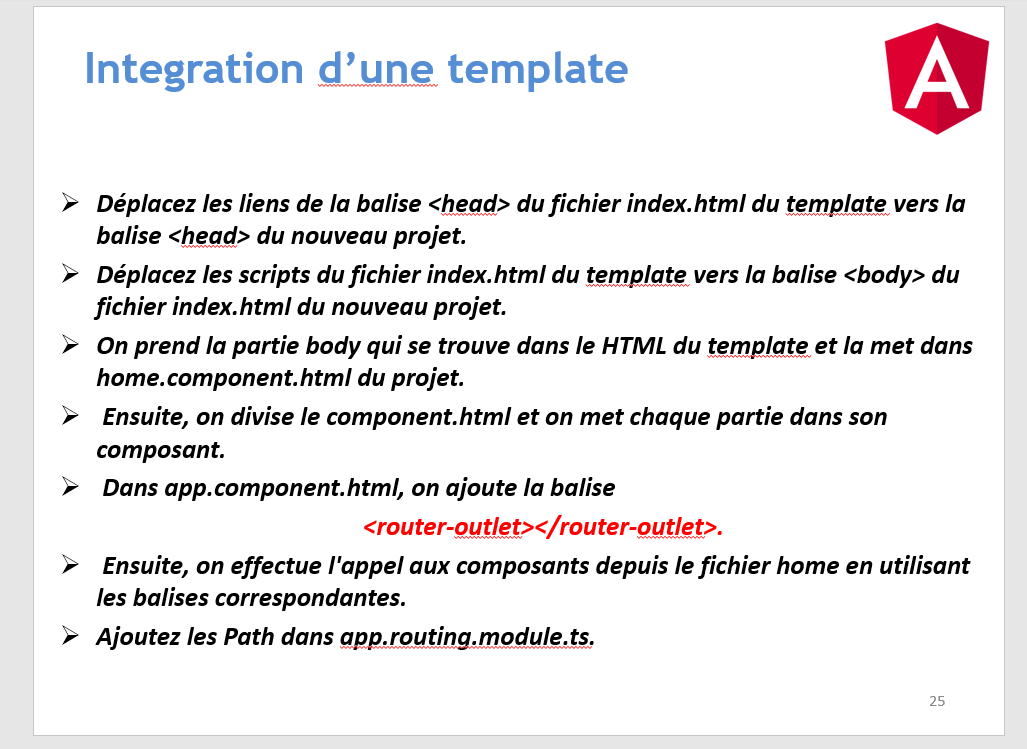 Integration d’une template
Déplacez les liens de la balise <head> du fichier index.html du template vers la
balise <head> du nouveau projet.
Déplacez les scripts du fichier index.html du template vers la balise <body> du
fichier index.html du nouveau projet.
On prend la partie body qui se trouve dans le HTML du template et la met dans
home.component.html du projet.
Ensuite, on divise le component.html et on met chaque partie dans son
composant.
Dans app.component.html, on ajoute la balise
<router-outlet></router-outlet>.
Ensuite, on effectue l'appel aux composants depuis le fichier home en utilisant
les balises correspondantes.
Ajoutez les Path dans app.routing.module.ts.
25